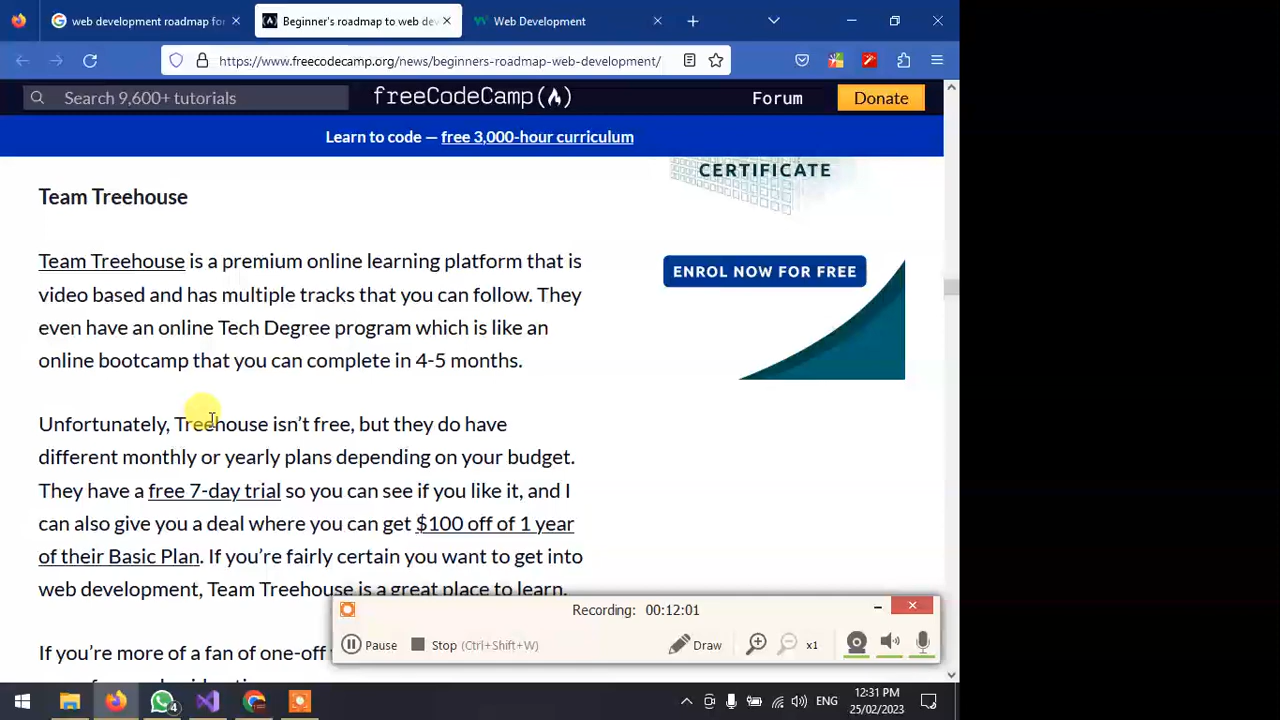 web development roadmap for
Beginner's roadmap to web dev
Web Development
https://www.freecodecamp.org/news/beginners-roadmap-web-development/
Search 9,600+ tutorials
freeCodeCamp
Forum
Donate
Learn to code — free 3,000-hour curriculum
CERTIFICATE
ENROL NOW FOR FREE
Team Treehouse
Team Treehouse is a premium online learning platform that is
video based and has multiple tracks that you can follow. They
even have an online Tech Degree program which is like an
online bootcamp that you can complete in 4-5 months.
Unfortunately, Treehouse isn't free, but they do have
different monthly or yearly plans depending on your budget.
They have a free 7-day trial so you can see if you like it, and I
can also give you a deal where you can get $100 off of 1 year
of their Basic Plan. If you're fairly certain you want to get into
web development, Team Treehouse is a great place to learn.
If you're more of a fan of one-off
Recording: 00:12:01
Pause
Stop (Ctrl+Shift+W)
Draw
x1
4
ENG
12:31 PM
25/02/2023